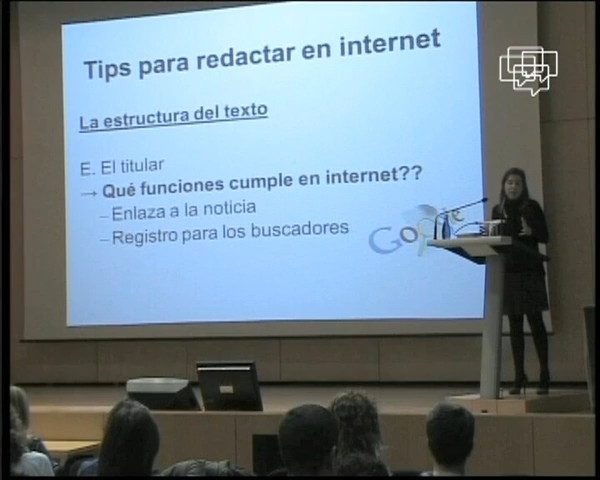 Tips para redactar en internet
La estructura del texto
E. El titular
→ Qué funciones cumple en internet??
– Enlaza a la noticia
– Registro para los buscadores
Google